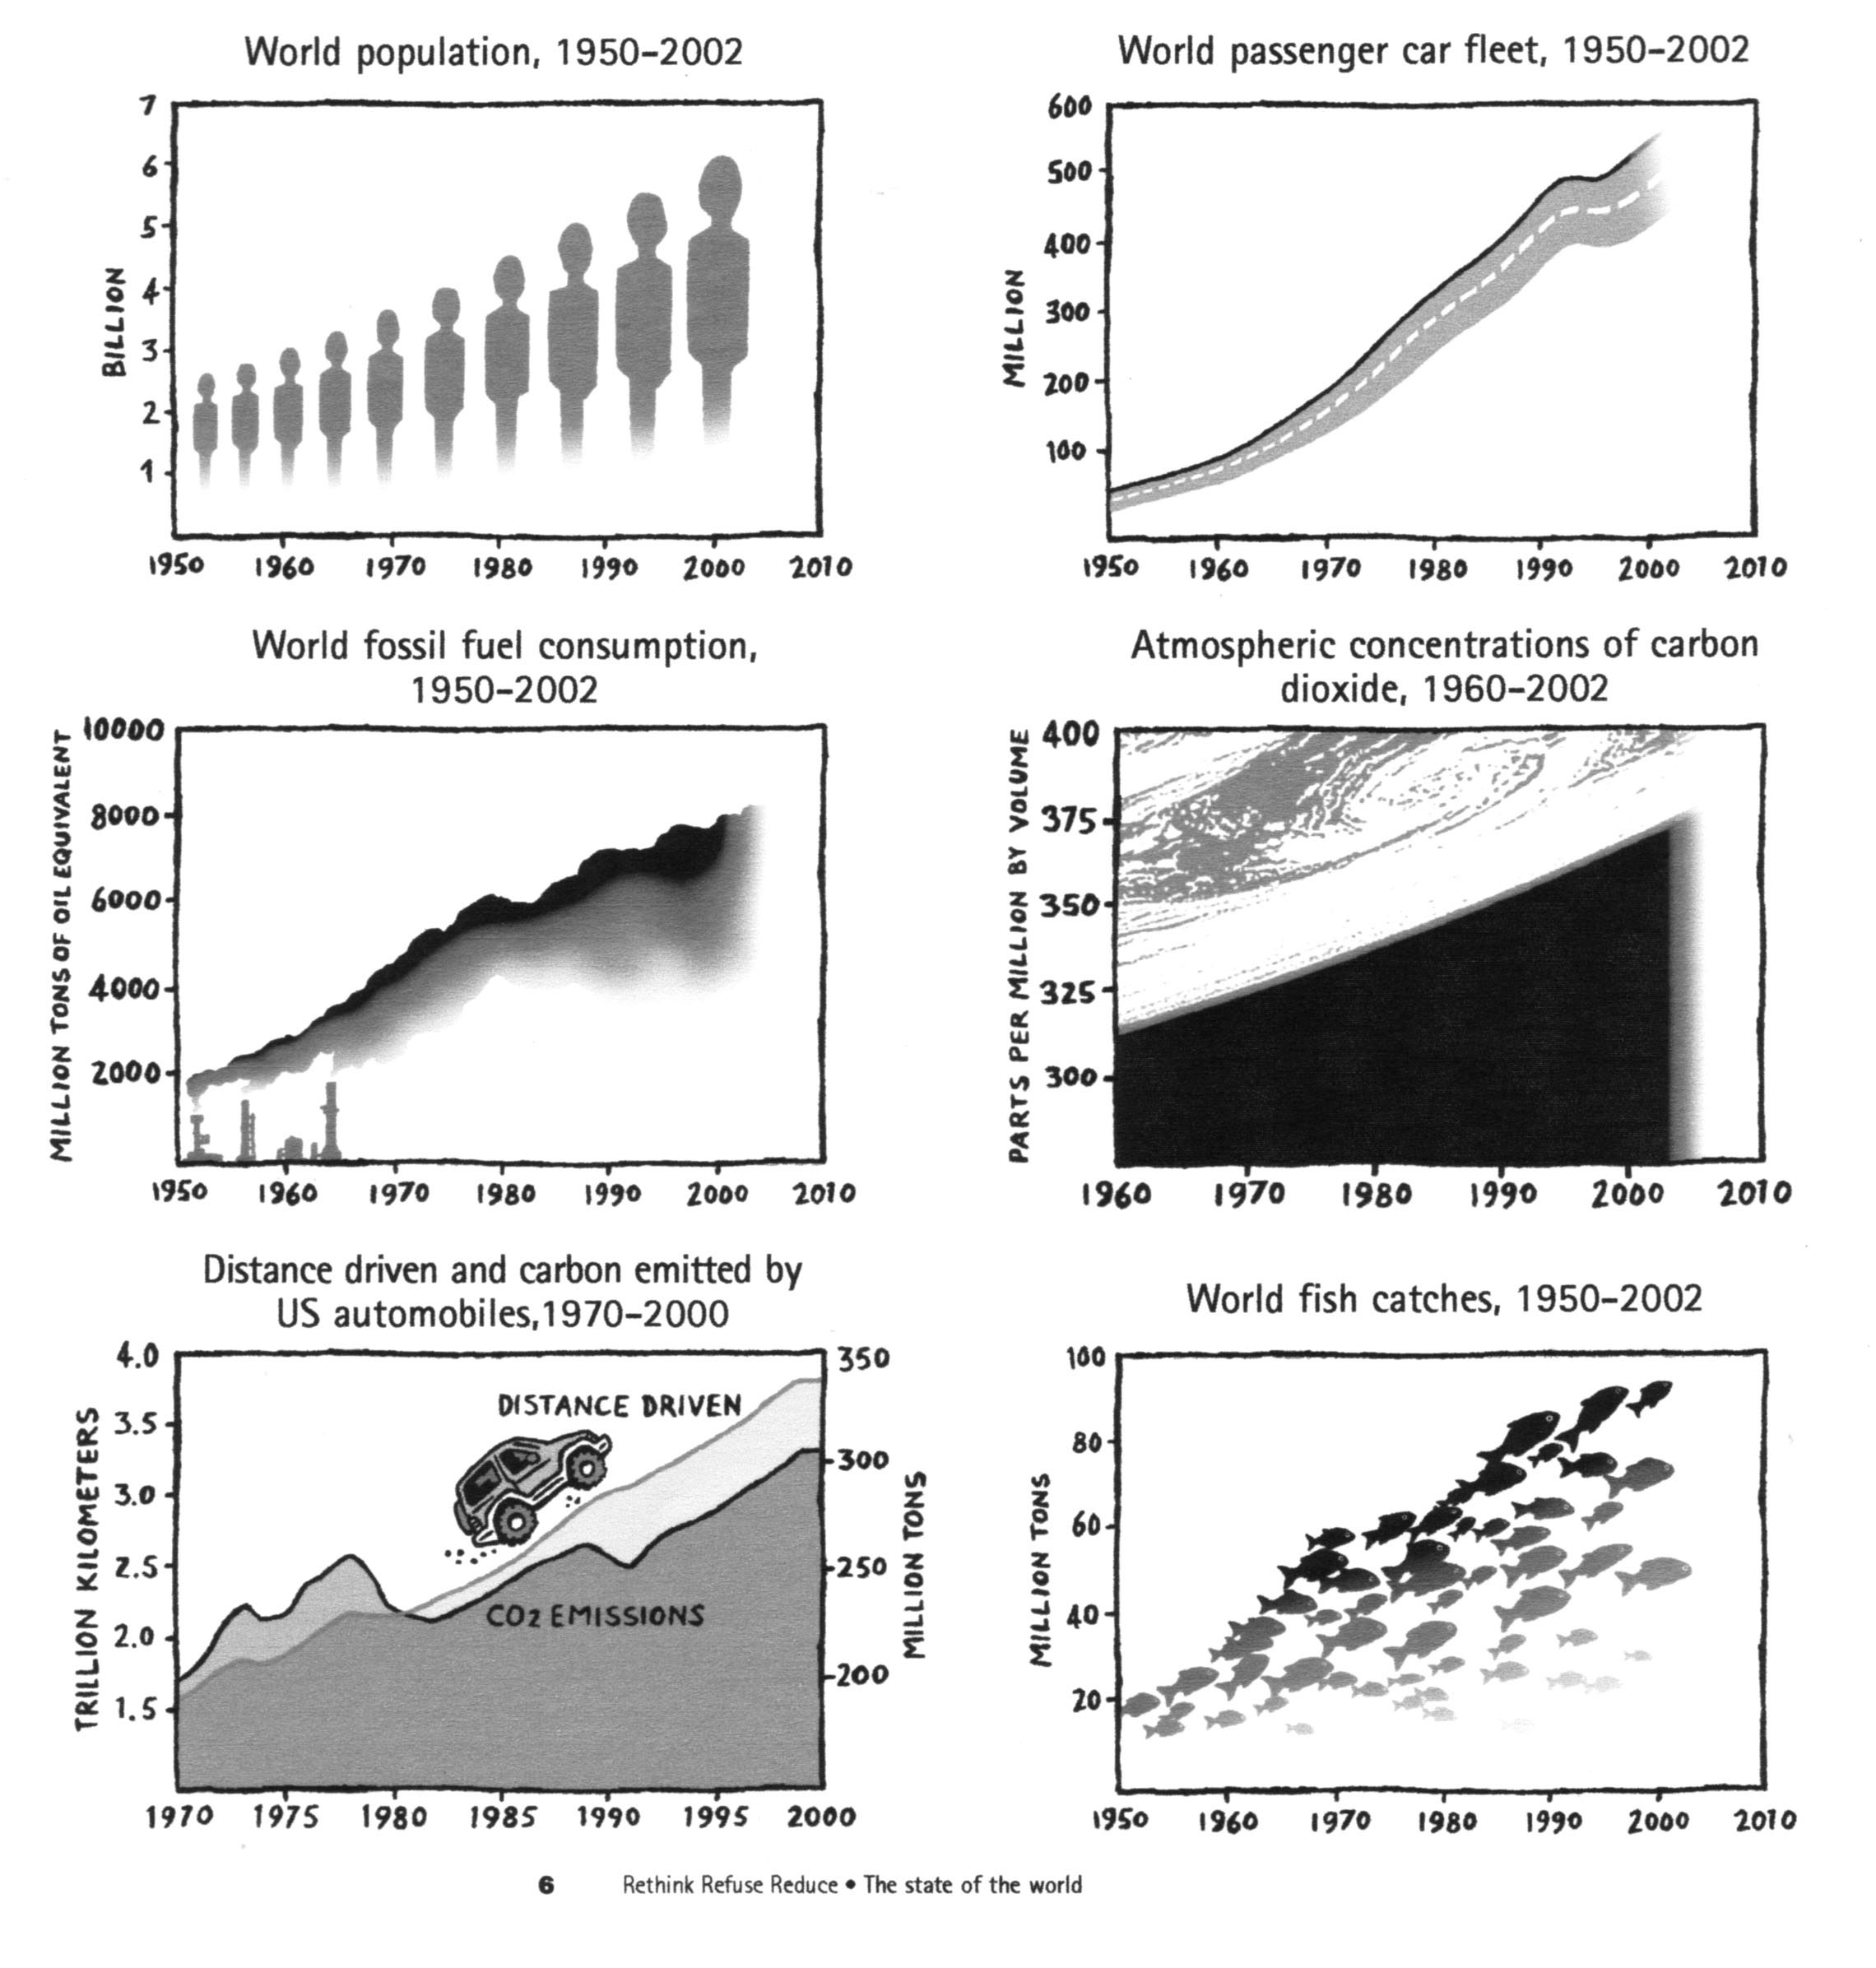 World population, 1950–2002
7
6
5
4
3
2
1
BILLION
1950 1960 1970 1980 1990 2000 2010
World passenger car fleet, 1950–2002
600
500
400
300
200
100
MILLION
1950 1960 1970 1980 1990 2000 2010
World fossil fuel consumption,
1950–2002
10000
8000
6000
4000
2000
MILLION TONS OF OIL EQUIVALENT
1950 1960 1970 1980 1990 2000 2010
Atmospheric concentrations of carbon
dioxide, 1960–2002
400
375
350
325
300
PARTS PER MILLION BY VOLUME
1960 1970 1980 1990 2000 2010
Distance driven and carbon emitted by
US automobiles,1970–2000
4.0
3.5
3.0
2.5
2.0
1.5
TRILLION KILOMETERS
DISTANCE DRIVEN
CO2 EMISSIONS
350
300
250
200
MILLION TONS
1970 1975 1980 1985 1990 1995 2000
World fish catches, 1950–2002
100
80
60
40
20
MILLION TONS
1950 1960 1970 1980 1990 2000 2010
6 Rethink Refuse Reduce • The state of the world